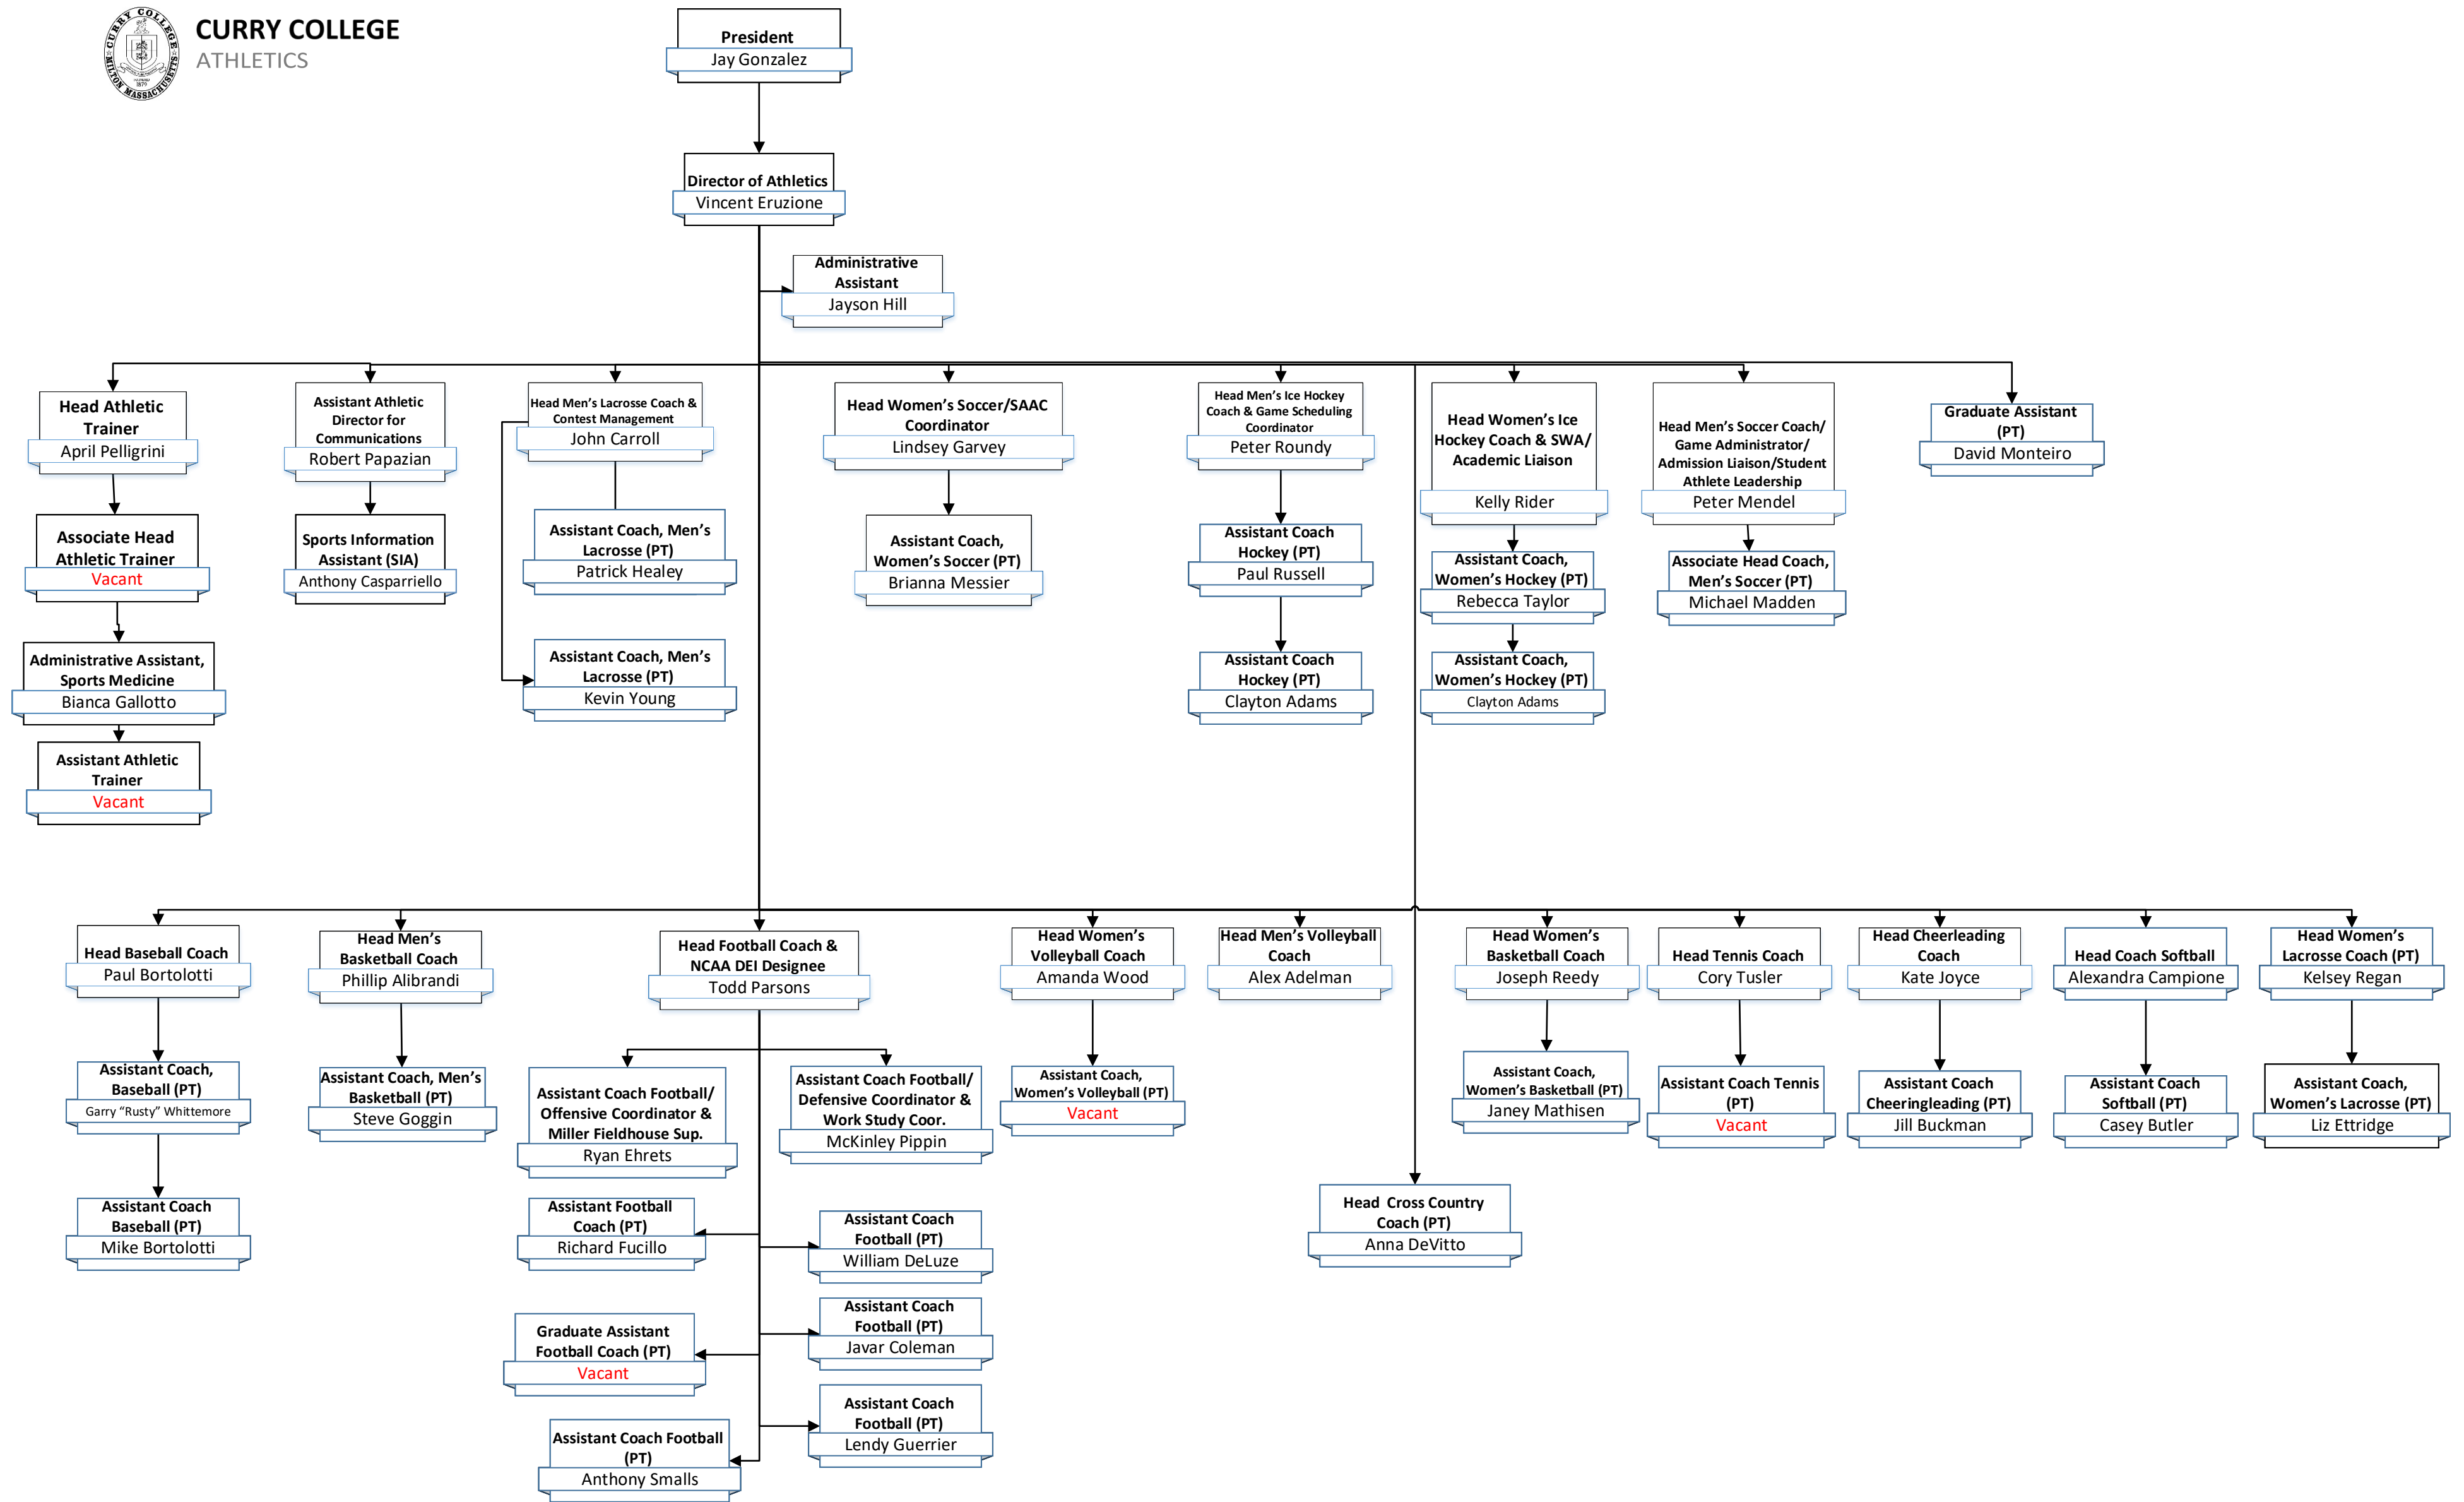 CURRY COLLEGE
MILTON MASSACHUSETTS
1879
CURRY COLLEGE
ATHLETICS
President
Jay Gonzalez
Director of Athletics
Vincent Eruzione
Administrative
Assistant
Jayson Hill
Head Athletic
Trainer
April Pelligrini
Assistant Athletic
Director for
Communications
Robert Papazian
Head Men's Lacrosse Coach &
Contest Management
John Carroll
Head Women's Soccer/SAAC
Coordinator
Lindsey Garvey
Head Men's Ice Hockey
Coach & Game Scheduling
Coordinator
Peter Roundy
Head Women's Ice
Hockey Coach & SWA/
Academic Liaison
Kelly Rider
Head Men's Soccer Coach/
Game Administrator/
Admission Liaison/Student
Athlete Leadership
Peter Mendel
Graduate Assistant
(PT)
David Monteiro
Associate Head
Athletic Trainer
Vacant
Sports Information
Assistant (SIA)
Anthony Casparriello
Assistant Coach, Men's
Lacrosse (PT)
Patrick Healey
Assistant Coach,
Women's Soccer (PT)
Brianna Messier
Assistant Coach
Hockey (PT)
Paul Russell
Assistant Coach,
Women's Hockey (PT)
Rebecca Taylor
Associate Head Coach,
Men's Soccer (PT)
Michael Madden
Administrative Assistant,
Sports Medicine
Bianca Gallotto
Assistant Coach, Men's
Lacrosse (PT)
Kevin Young
Assistant Coach
Hockey (PT)
Clayton Adams
Assistant Coach,
Women's Hockey (PT)
Clayton Adams
Assistant Athletic
Trainer
Vacant
Head Baseball Coach
Paul Bortolotti
Head Men's
Basketball Coach
Phillip Alibrandi
Head Football Coach &
NCAA DEI Designee
Todd Parsons
Head Women's
Volleyball Coach
Amanda Wood
Head Men's Volleyball
Coach
Alex Adelman
Head Women's
Basketball Coach
Joseph Reedy
Head Tennis Coach
Cory Tusler
Head Cheerleading
Coach
Kate Joyce
Head Coach Softball
Alexandra Campione
Head Women's
Lacrosse Coach (PT)
Kelsey Regan
Assistant Coach,
Baseball (PT)
Garry "Rusty" Whittemore
Assistant Coach, Men's
Basketball (PT)
Steve Goggin
Assistant Coach Football/
Offensive Coordinator &
Miller Fieldhouse Sup.
Ryan Ehrets
Assistant Coach Football/
Defensive Coordinator &
Work Study Coor.
McKinley Pippin
Assistant Coach,
Women's Volleyball (PT)
Vacant
Assistant Coach,
Women's Basketball (PT)
Janey Mathisen
Assistant Coach Tennis
(PT)
Vacant
Assistant Coach
Cheeringleading (PT)
Jill Buckman
Assistant Coach
Softball (PT)
Casey Butler
Assistant Coach,
Women's Lacrosse (PT)
Liz Ettridge
Assistant Coach
Baseball (PT)
Mike Bortolotti
Assistant Football
Coach (PT)
Richard Fucillo
Assistant Coach
Football (PT)
William DeLuze
Head  Cross Country
Coach (PT)
Anna DeVitto
Graduate Assistant
Football Coach (PT)
Vacant
Assistant Coach
Football (PT)
Javar Coleman
Assistant Coach Football
(PT)
Anthony Smalls
Assistant Coach
Football (PT)
Lendy Guerrier